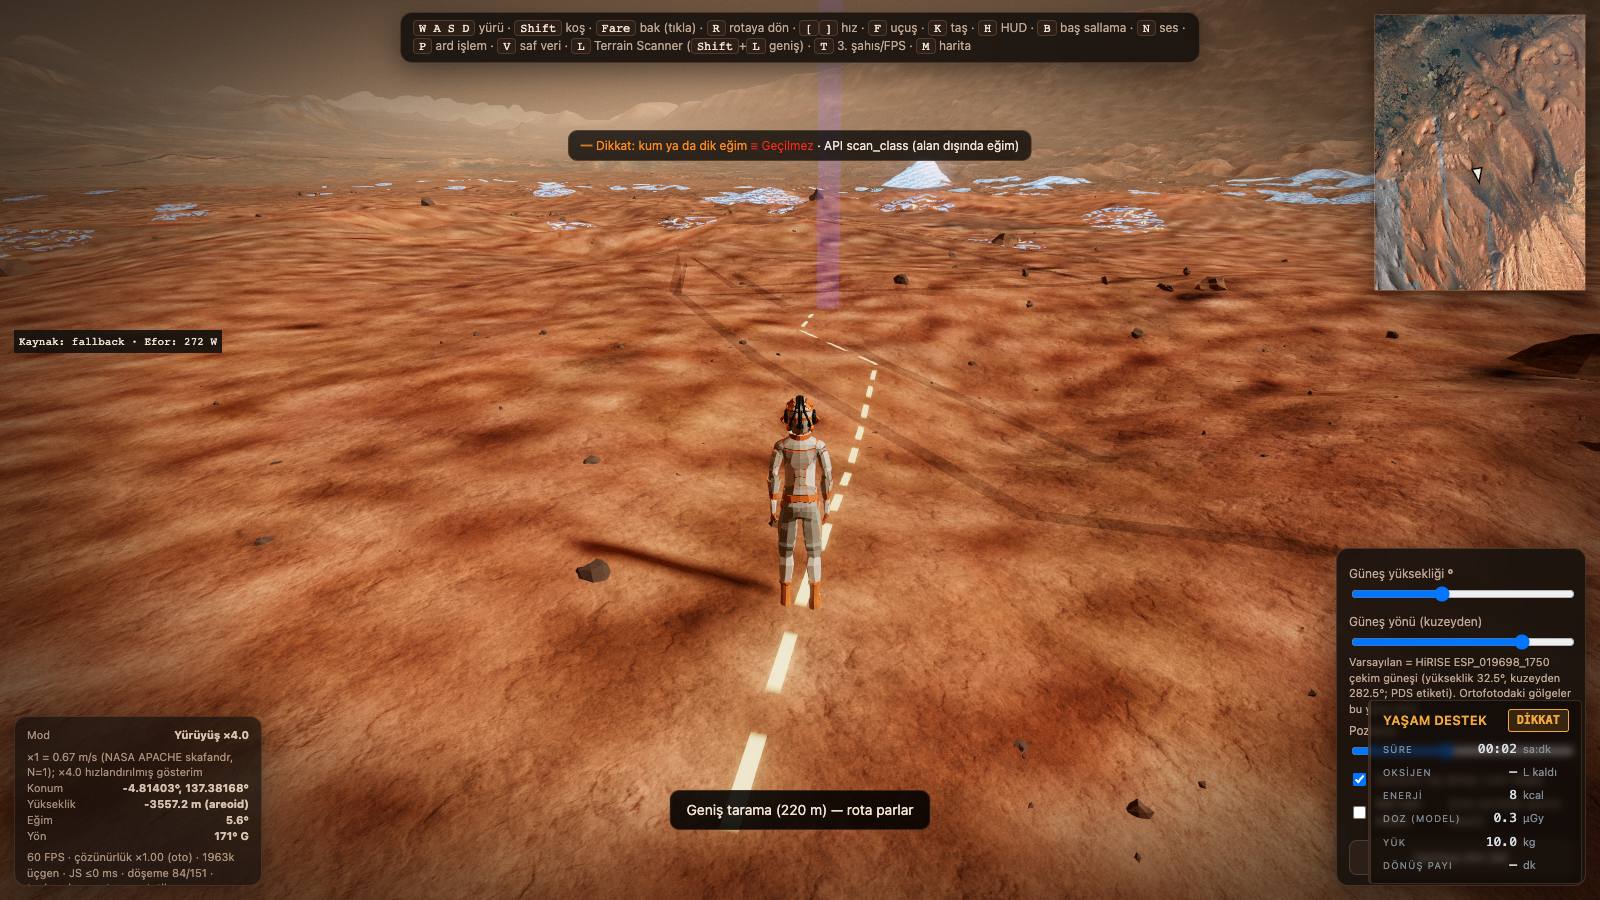 W A S D yürü · Shift koş · Fare bak (tıkla) · R rotaya dön · [ ] hız · F uçuş · K taş · H HUD · B baş sallama · N ses ·
P ard işlem · V saf veri · L Terrain Scanner (Shift+L geniş) · T 3. şahıs/FPS · M harita
— Dikkat: kum ya da dik eğim ≡ Geçilmez · API scan_class (alan dışında eğim)
Kaynak: fallback · Efor: 272 W
Geniş tarama (220 m) — rota parlar
Mod Yürüyüş ×4.0
×1 = 0.67 m/s (NASA APACHE skafandr,
N=1); ×4.0 hızlandırılmış gösterim
Konum -4.81403°, 137.38168°
Yükseklik -3557.2 m (areoid)
Eğim 5.6°
Yön 171° G
60 FPS · çözünürlük ×1.00 (oto) · 1963k
üçgen · JS ≤0 ms · döşeme 84/151 ·
Güneş yüksekliği °
Güneş yönü (kuzeyden)
Varsayılan = HiRISE ESP_019698_1750
çekim güneşi (yükseklik 32.5°, kuzeyden
282.5°; PDS etiketi). Ortofotodaki gölgeler
bu
Poz
YAŞAM DESTEK DİKKAT
SÜRE 00:02 sa:dk
OKSİJEN — L kaldı
ENERJİ 8 kcal
DOZ (MODEL) 0.3 µGy
YÜK 10.0 kg
DÖNÜŞ PAYI — dk